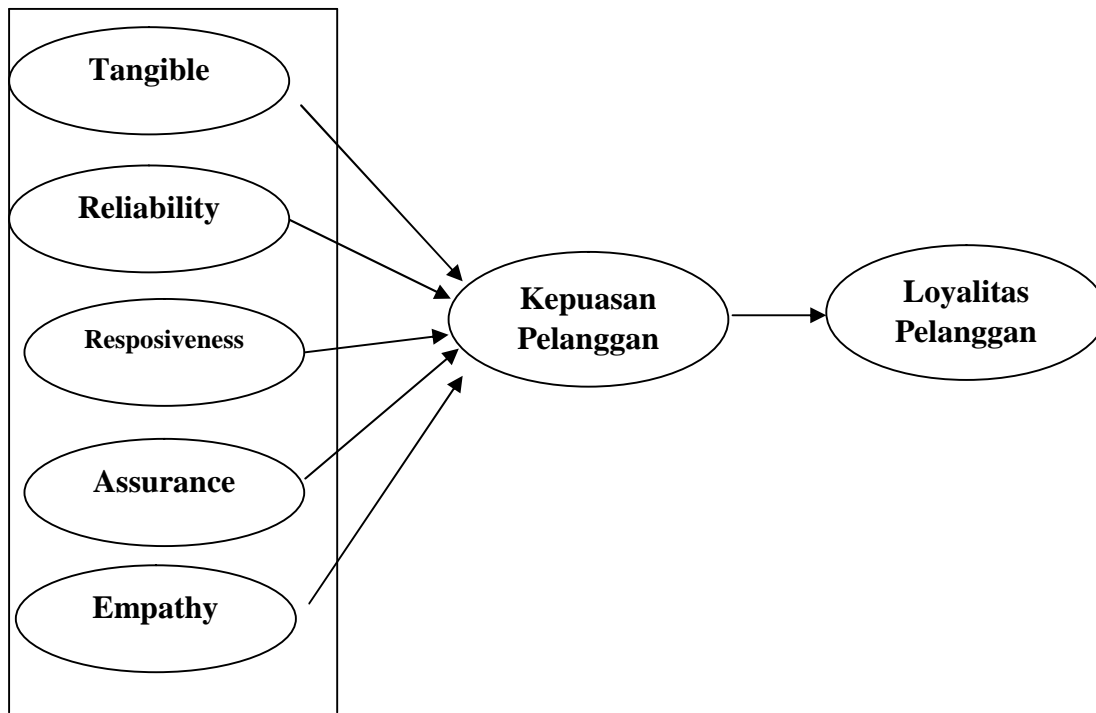 Tangible
Reliability
Resposiveness
Assurance
Empathy
Kepuasan
Pelanggan
Loyalitas
Pelanggan